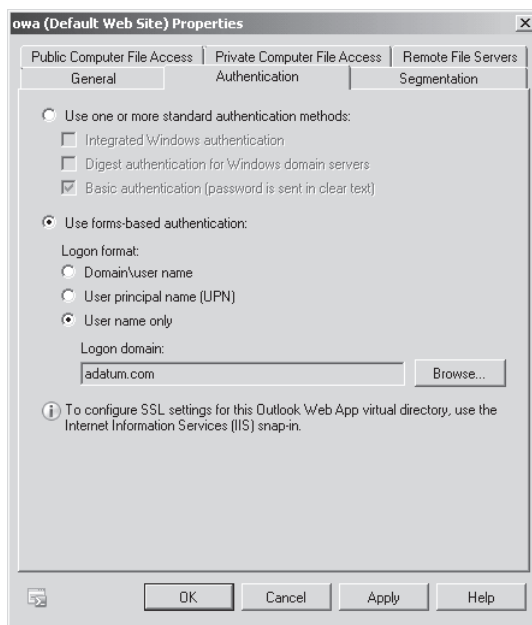 owa (Default Web Site) Properties
Public Computer File Access
Private Computer File Access
Remote File Servers
General
Authentication
Segmentation
Use one or more standard authentication methods:
Integrated Windows authentication
Digest authentication for Windows domain servers
Basic authentication (password is sent in clear text)
Use forms-based authentication:
Logon format:
Domain\user name
User principal name (UPN)
User name only
Logon domain:
adatum.com
Browse...
To configure SSL settings for this Outlook Web App virtual directory, use the
Internet Information Services (IIS) snap-in.
OK
Cancel
Apply
Help